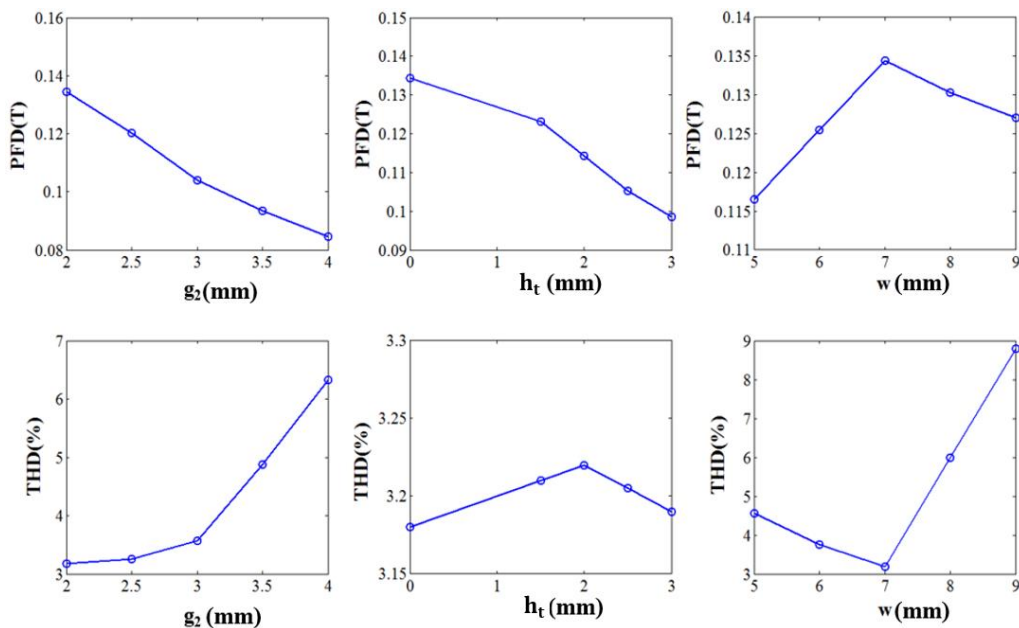 0.16
0.14
0.12
0.1
0.08
PFD(T)
2 2.5 3 3.5 4
g₂(mm)
0.15
0.14
0.13
0.12
0.11
0.1
0.09
PFD(T)
0 1 2 3
hₜ (mm)
0.14
0.135
0.13
0.125
0.12
0.115
0.11
PFD(T)
5 6 7 8 9
w (mm)
7
6
5
4
3
THD(%)
2 2.5 3 3.5 4
g₂ (mm)
3.3
3.25
3.2
3.15
THD(%)
0 1 2 3
hₜ (mm)
9
8
7
6
5
4
3
THD(%)
5 6 7 8 9
w (mm)